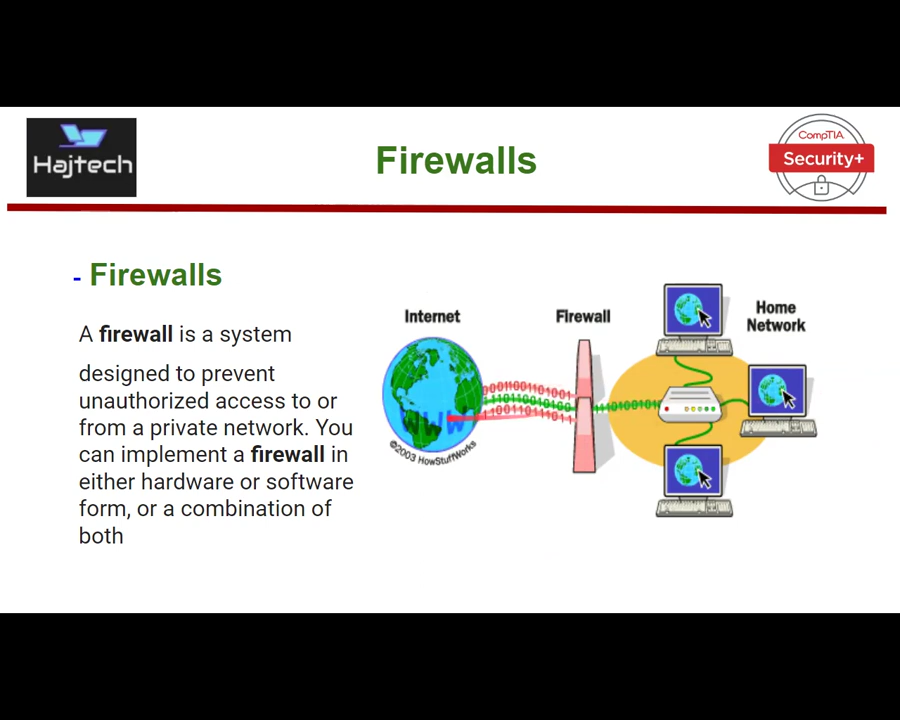 Hajtech
Firewalls
CompTIA
Security+
- Firewalls
A firewall is a system
designed to prevent
unauthorized access to or
from a private network. You
can implement a firewall in
either hardware or software
form, or a combination of
both
Internet
Firewall
Home
Network
WWW
©2003 HowStuffWorks